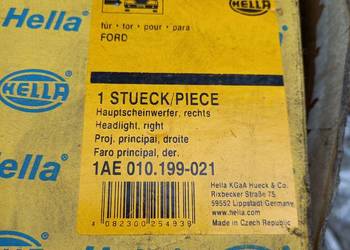 HELLA
für · for · pour · para
FORD
HELLA
Hella
Hella
HELLA
1 STUECK/PIECE
Hauptscheinwerfer, rechts
Headlight, right
Proj. principal, droite
Faro principal, der.
1AE 010.199-021
Hella KGaA Hueck & Co.
Rixbecker Straße 75
59552 Lippstadt Germany
www.hella.com
Made in Czech Republic
4 082300 254939
Hella